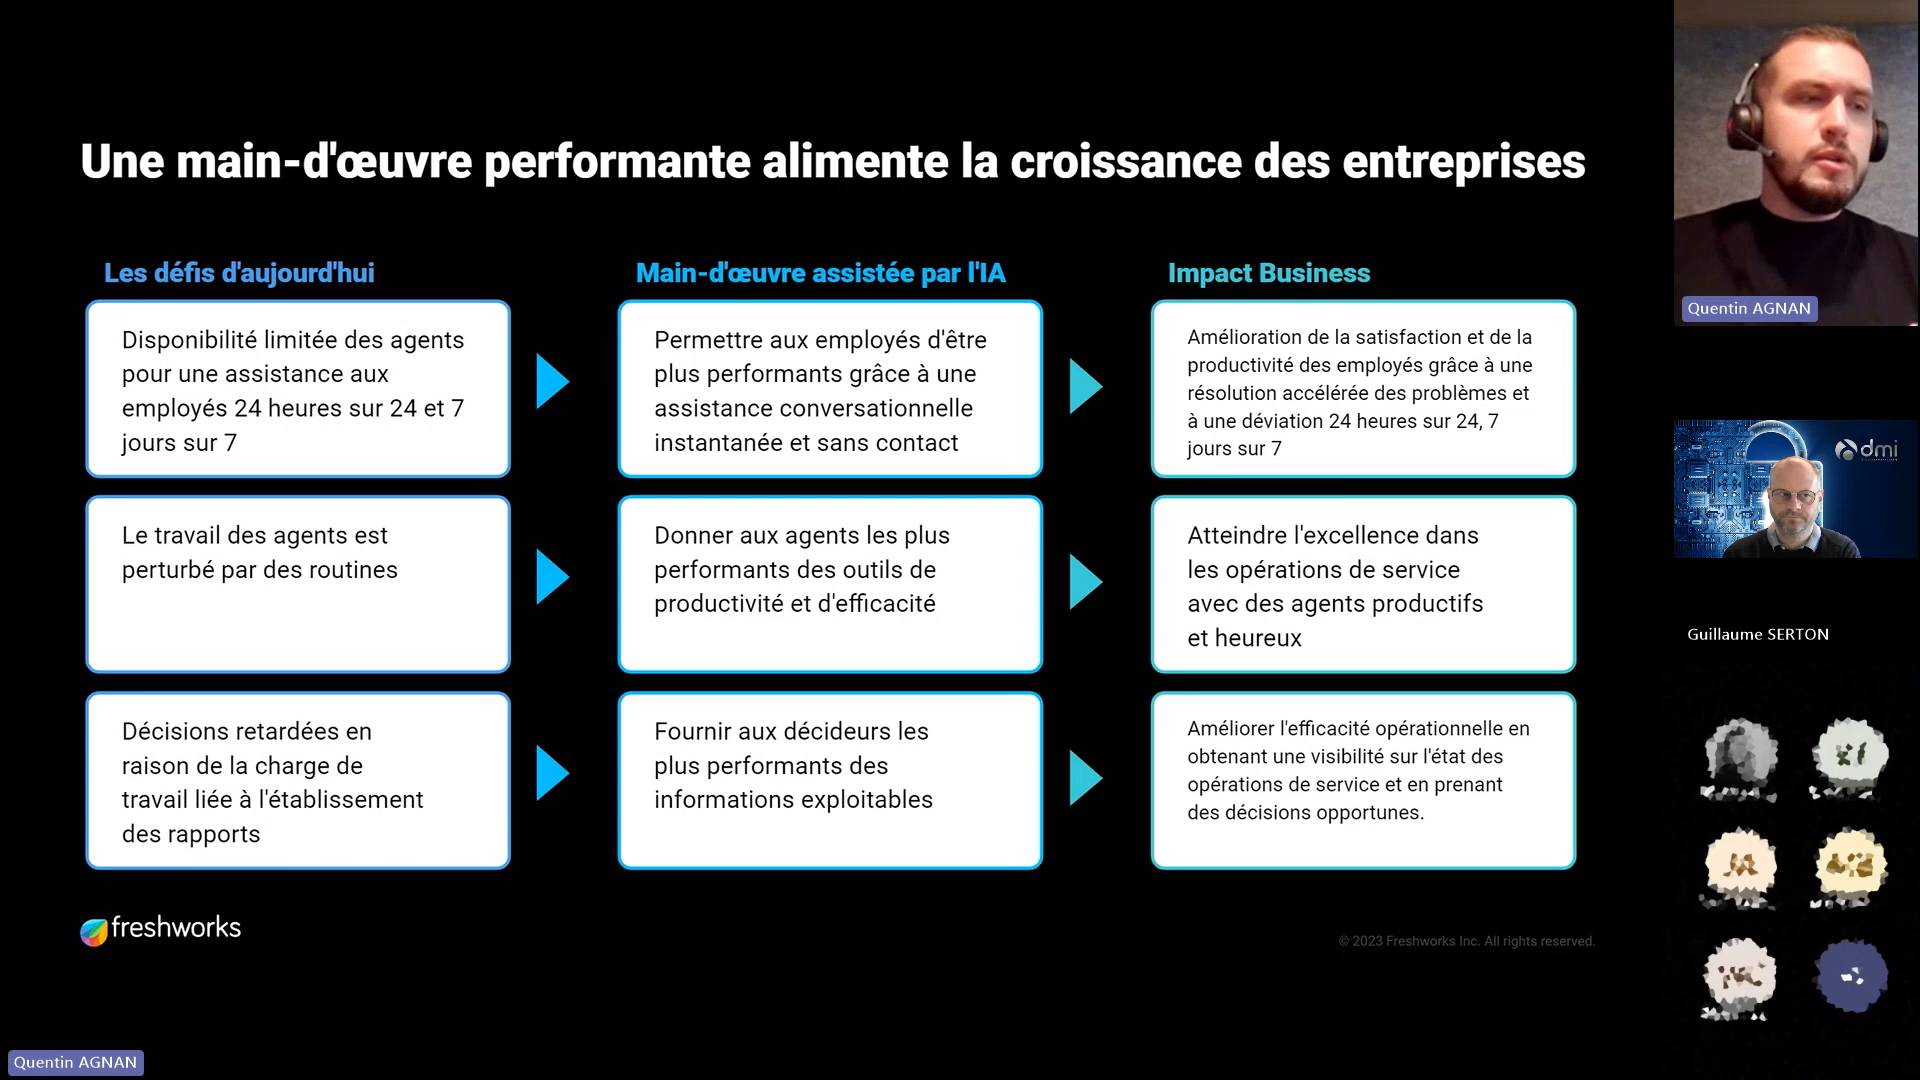 Une main-d'œuvre performante alimente la croissance des entreprises
Les défis d'aujourd'hui
Disponibilité limitée des agents
pour une assistance aux
employés 24 heures sur 24 et 7
jours sur 7
Le travail des agents est
perturbé par des routines
Décisions retardées en
raison de la charge de
travail liée à l'établissement
des rapports
Main-d'œuvre assistée par l'IA
Permettre aux employés d'être
plus performants grâce à une
assistance conversationnelle
instantanée et sans contact
Donner aux agents les plus
performants des outils de
productivité et d'efficacité
Fournir aux décideurs les
plus performants des
informations exploitables
Impact Business
Amélioration de la satisfaction et de la
productivité des employés grâce à une
résolution accélérée des problèmes et
à une déviation 24 heures sur 24, 7
jours sur 7
Atteindre l'excellence dans
les opérations de service
avec des agents productifs
et heureux
Améliorer l'efficacité opérationnelle en
obtenant une visibilité sur l'état des
opérations de service et en prenant
des décisions opportunes.
freshworks
© 2023 Freshworks Inc. All rights reserved.
Quentin AGNAN
dmi
Guillaume SERTON
Quentin AGNAN